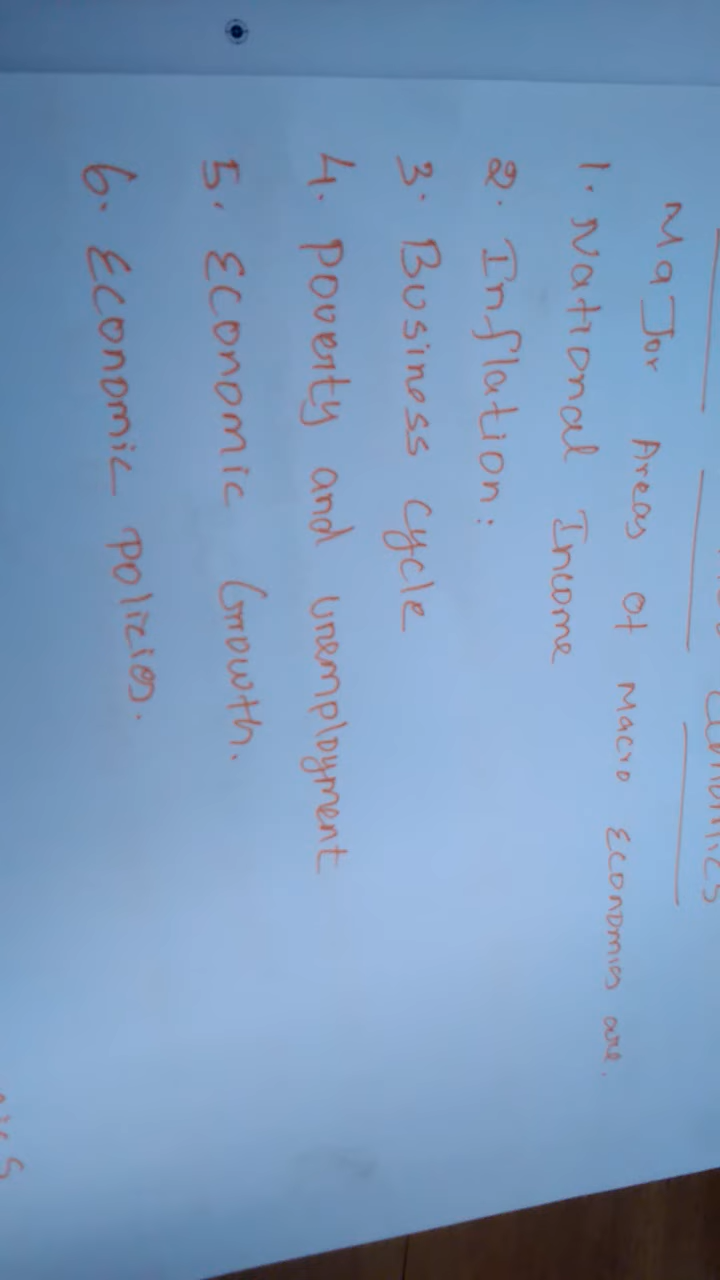 Economics
Major Areas of Macro Economics are.
1. National Income
2. Inflation:
3. Business cycle
4. Poverty and Unemployment
5. Economic Growth.
6. Economic policies.